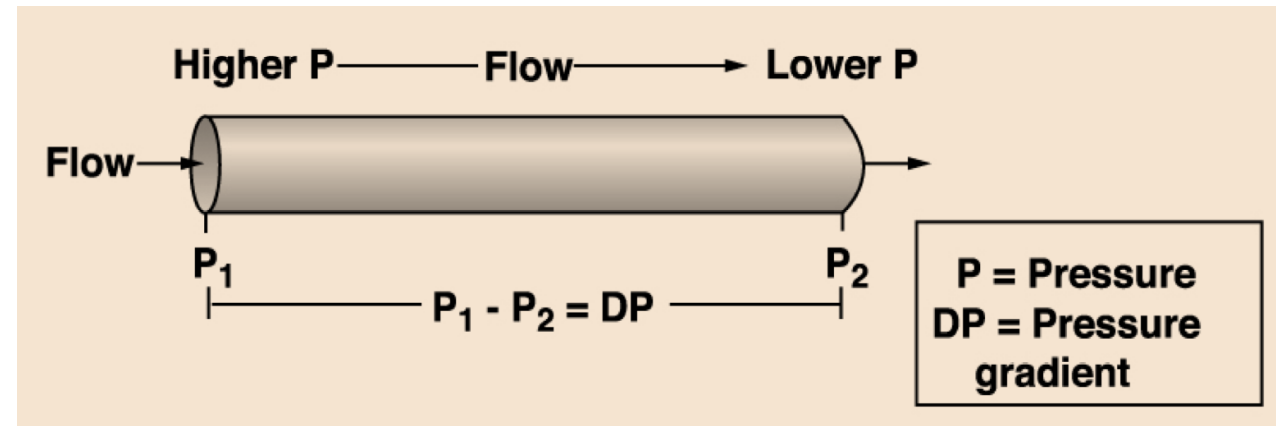 Higher P Flow Lower P
Flow
P₁ P₂
P₁ - P₂ = DP
P = Pressure
DP = Pressure
gradient